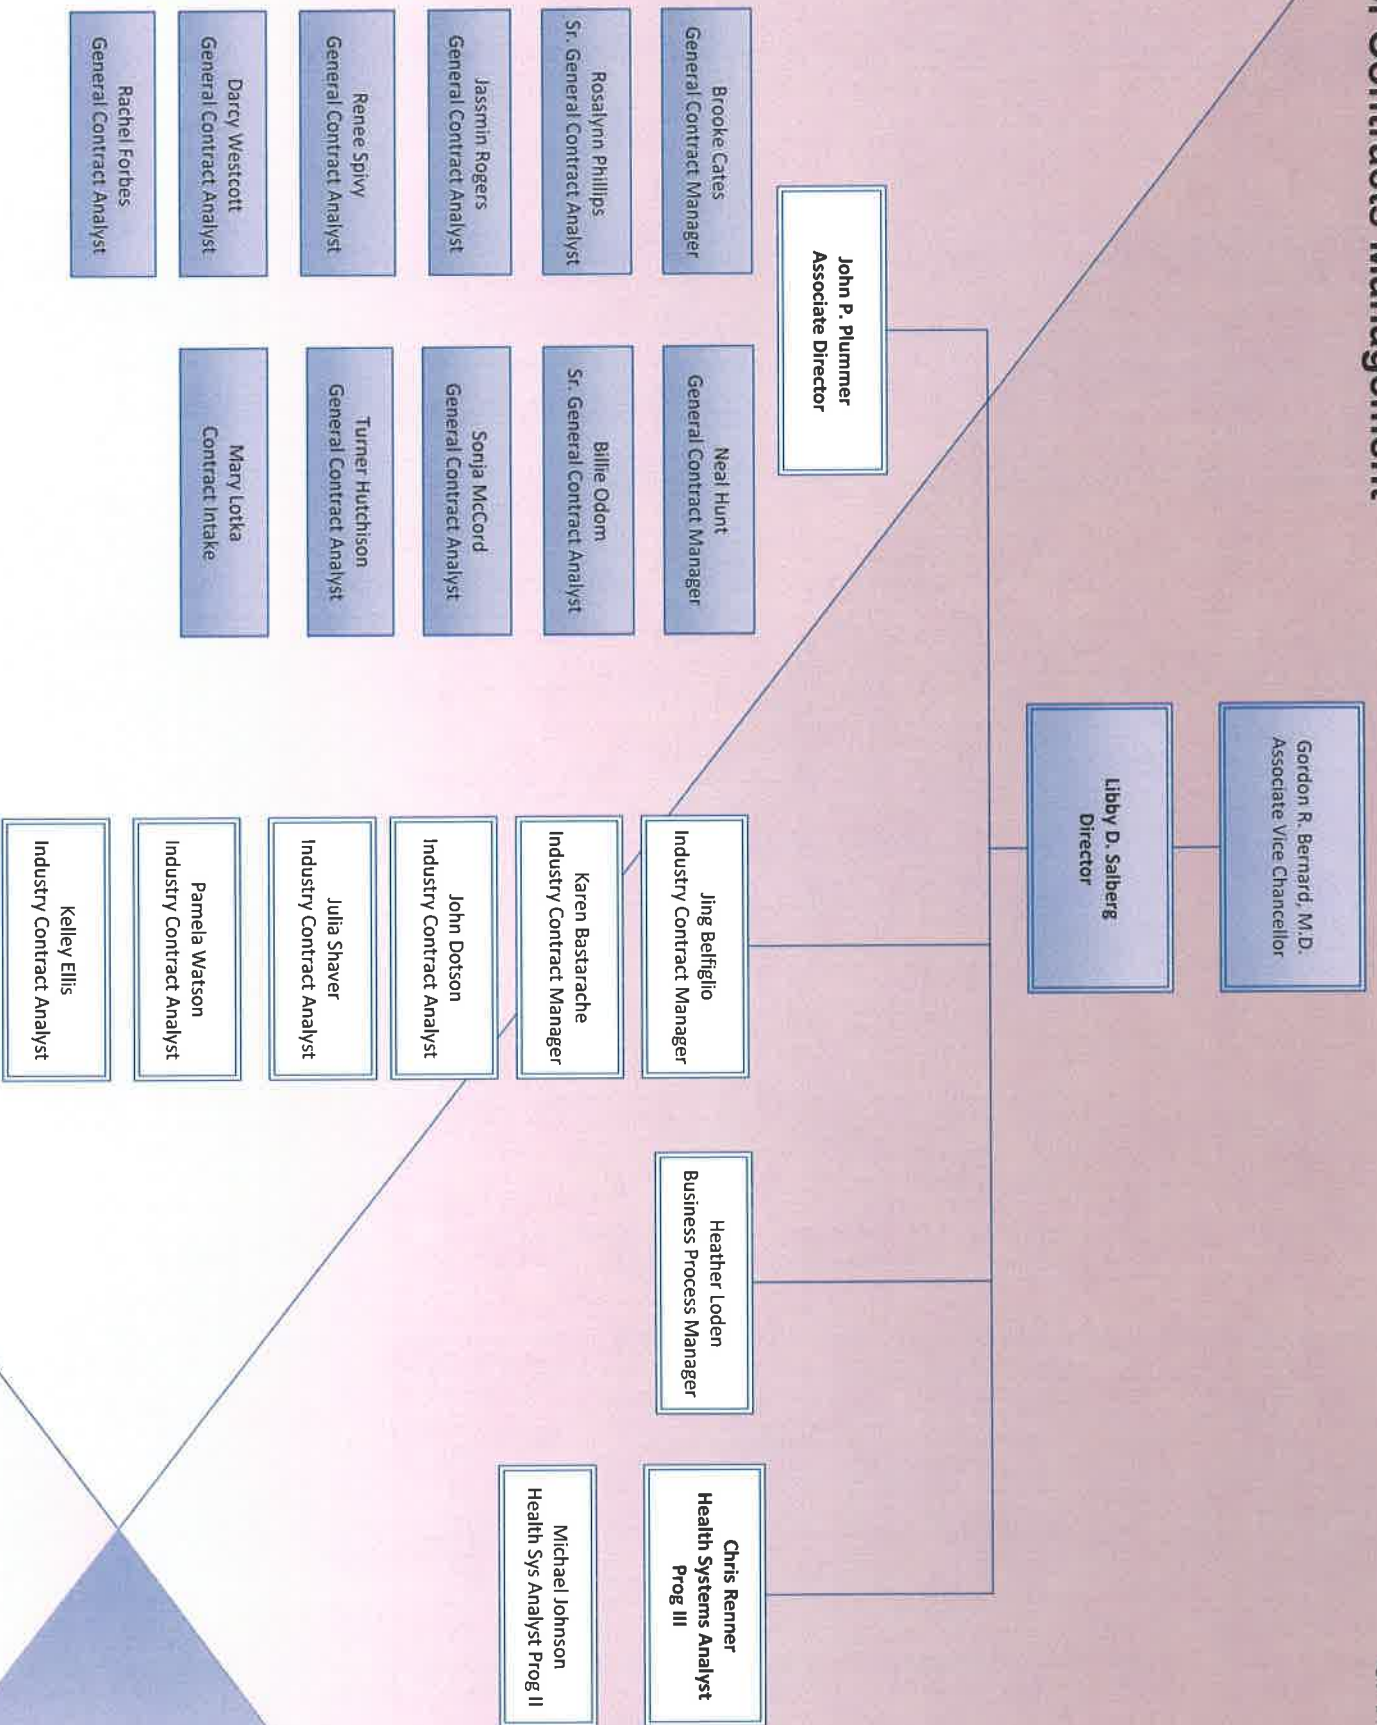 Contracts Management
Gordon R. Bernard, M.D.
Associate Vice Chancellor
Libby D. Salberg
Director
John P. Plummer
Associate Director
Brooke Cates
General Contract Manager
Neal Hunt
General Contract Manager
Rosalynn Phillips
Sr. General Contract Analyst
Billie Odom
Sr. General Contract Analyst
Jassmin Rogers
General Contract Analyst
Sonja McCord
General Contract Analyst
Renee Spivy
General Contract Analyst
Turner Hutchison
General Contract Analyst
Darcy Westcott
General Contract Analyst
Mary Lotka
Contract Intake
Rachel Forbes
General Contract Analyst
Jing Belfiglio
Industry Contract Manager
Karen Bastarache
Industry Contract Manager
John Dotson
Industry Contract Analyst
Julia Shaver
Industry Contract Analyst
Pamela Watson
Industry Contract Analyst
Kelley Ellis
Industry Contract Analyst
Heather Loden
Business Process Manager
Chris Renner
Health Systems Analyst
Prog III
Michael Johnson
Health Sys Analyst Prog II